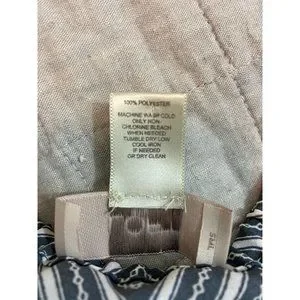 100% POLYESTER
MACHINE WASH COLD
ONLY NON-
CHLORINE BLEACH
WHEN NEEDED
TUMBLE DRY LOW
COOL IRON
IF NEEDED
OR DRY CLEAN